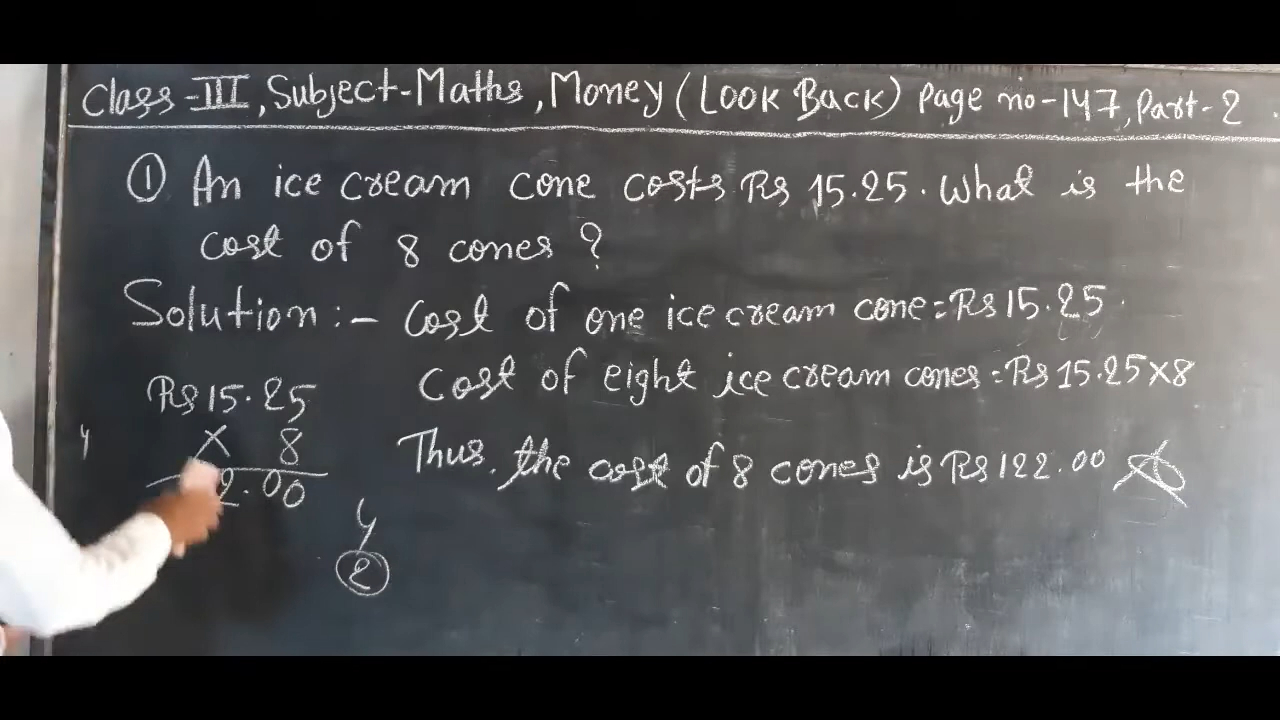 Class-III, Subject-Maths, Money (Look Back) Page no-147, Part-2.
① An ice cream cone costs Rs 15.25. What is the
cost of 8 cones?
Solution:- Cost of one ice cream cone=Rs 15.25.
Cost of eight ice cream cones=Rs 15.25×8
Thus, the cost of 8 cones is Rs 122.00
Rs 15.25
× 8
2.00
②